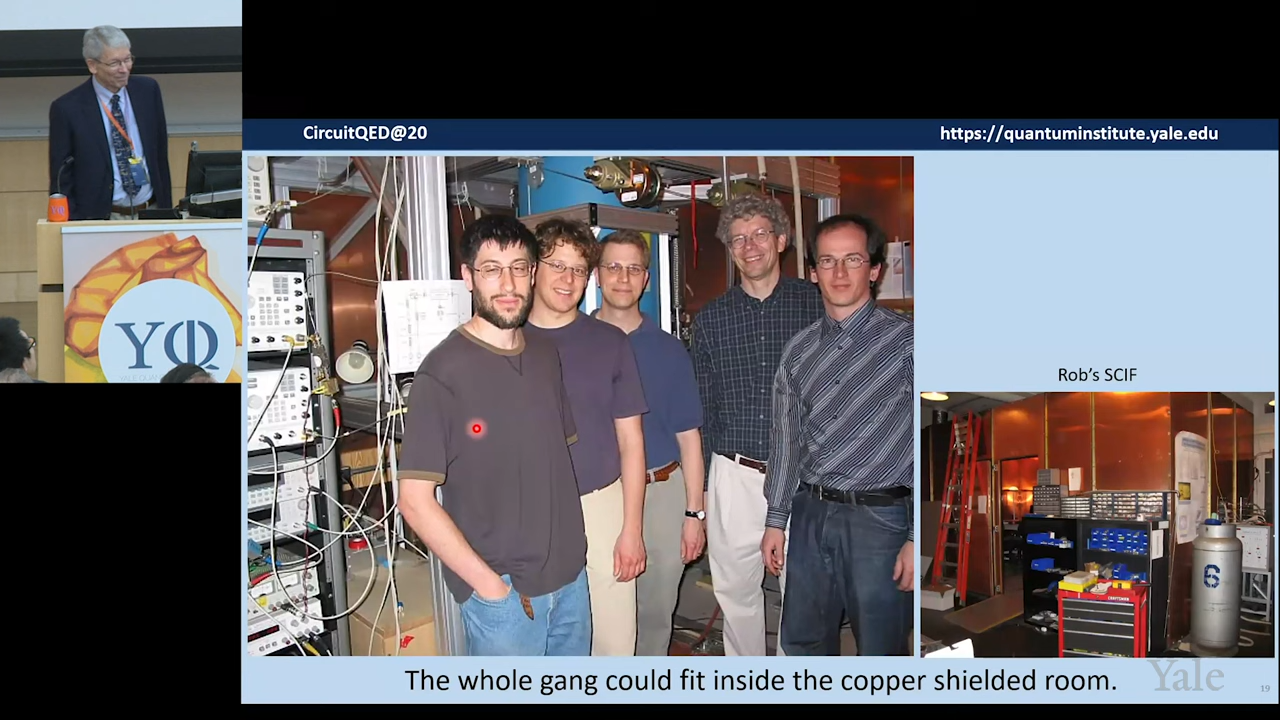 CircuitQED@20
https://quantuminstitute.yale.edu
Rob's SCIF
YQ
6
The whole gang could fit inside the copper shielded room.
Yale
19